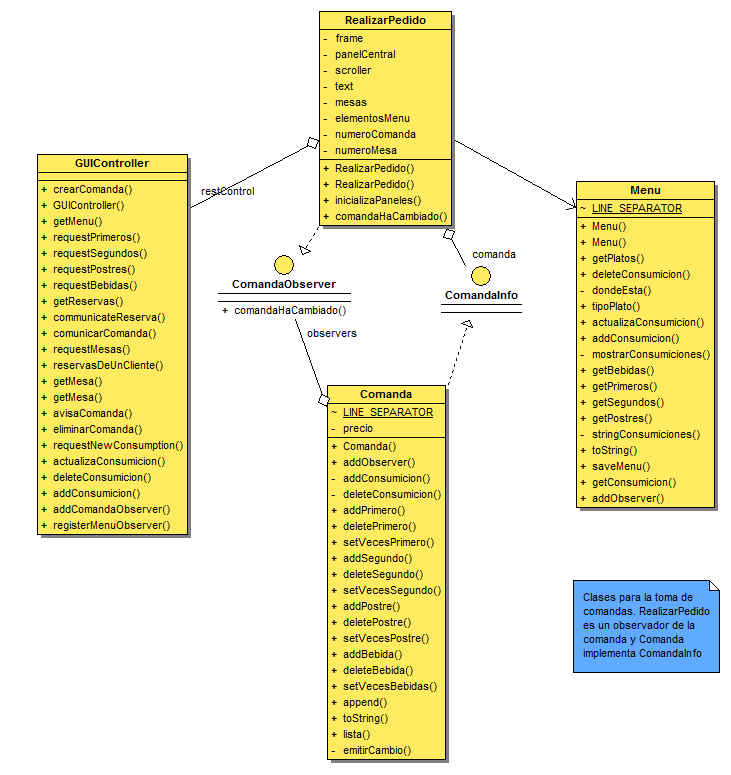 RealizarPedido
- frame
- panelCentral
- scroller
- text
- mesas
- elementosMenu
- numeroComanda
- numeroMesa
+ RealizarPedido()
+ RealizarPedido()
+ inicializaPaneles()
+ comandaHaCambiado()
GUIController
+ crearComanda()
+ GUIController()
+ getMenu()
+ requestPrimeros()
+ requestSegundos()
+ requestPostres()
+ requestBebidas()
+ getReservas()
+ communicateReserva()
+ comunicarComanda()
+ requestMesas()
+ reservasDeUnCliente()
+ getMesa()
+ getMesa()
+ avisaComanda()
+ eliminarComanda()
+ requestNewConsumption()
+ actualizaConsumicion()
+ deleteConsumicion()
+ addConsumicion()
+ addComandaObserver()
+ registerMenuObserver()
restControl
ComandaObserver
+ comandaHaCambiado()
observers
comanda
ComandaInfo
Menu
~ LINE_SEPARATOR
+ Menu()
+ Menu()
+ getPlatos()
+ deleteConsumicion()
- dondeEsta()
+ tipoPlato()
+ actualizaConsumicion()
+ addConsumicion()
- mostrarConsumiciones()
+ getBebidas()
+ getPrimeros()
+ getSegundos()
+ getPostres()
- stringConsumiciones()
+ toString()
+ saveMenu()
+ getConsumicion()
+ addObserver()
Comanda
~ LINE_SEPARATOR
- precio
+ Comanda()
+ addObserver()
- addConsumicion()
- deleteConsumicion()
+ addPrimero()
+ deletePrimero()
+ setVecesPrimero()
+ addSegundo()
+ deleteSegundo()
+ setVecesSegundo()
+ addPostre()
+ deletePostre()
+ setVecesPostre()
+ addBebida()
+ deleteBebida()
+ setVecesBebidas()
+ append()
+ toString()
+ lista()
- emitirCambio()
Clases para la toma de
comandas. RealizarPedido
es un observador de la
comanda y Comanda
implementa ComandaInfo